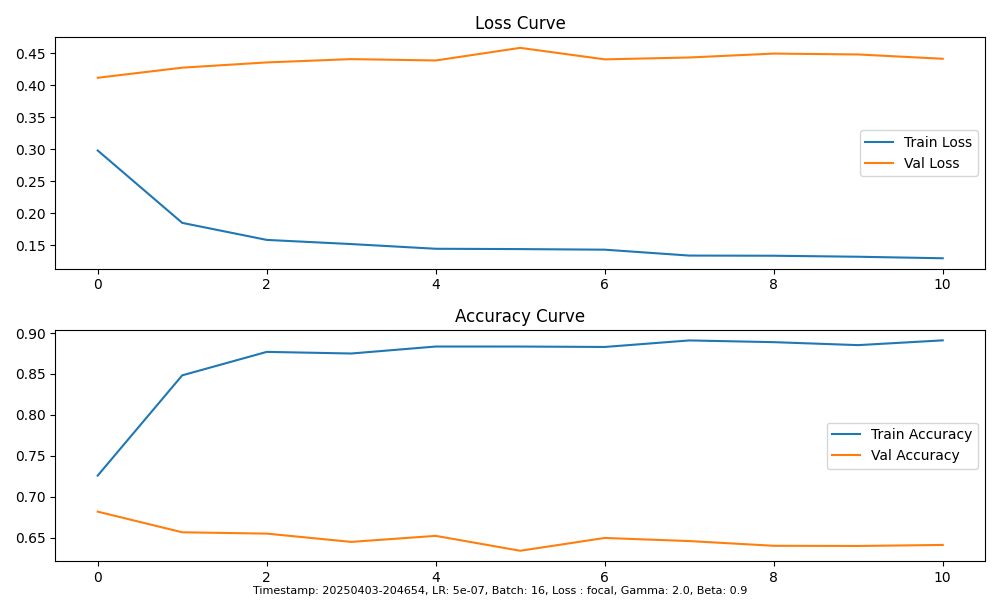 Loss Curve
0.45
0.40
0.35
0.30
0.25
0.20
0.15
Train Loss
Val Loss
0 2 4 6 8 10
Accuracy Curve
0.90
0.85
0.80
0.75
0.70
0.65
Train Accuracy
Val Accuracy
0 2 4 6 8 10
Timestamp: 20250403-204654, LR: 5e-07, Batch: 16, Loss : focal, Gamma: 2.0, Beta: 0.9